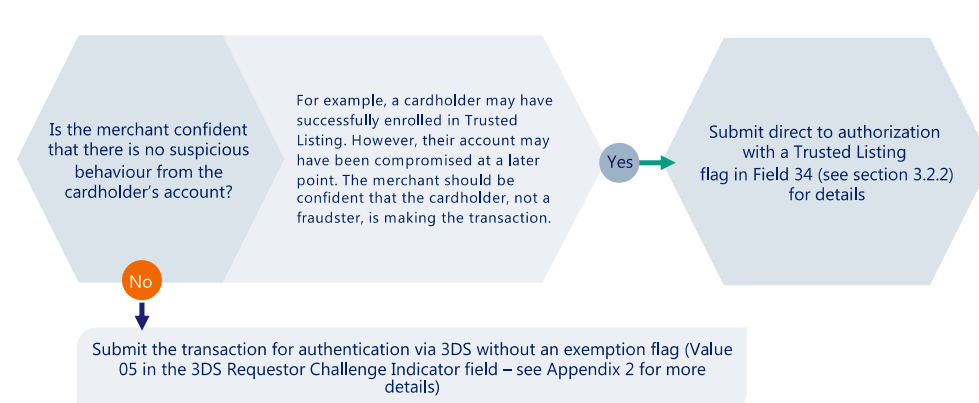 Is the merchant confident
that there is no suspicious
behaviour from the
cardholder's account?
For example, a cardholder may have
successfully enrolled in Trusted
Listing. However, their account may
have been compromised at a later
point. The merchant should be
confident that the cardholder, not a
fraudster, is making the transaction.
Yes
Submit direct to authorization
with a Trusted Listing
flag in Field 34 (see section 3.2.2)
for details
No
Submit the transaction for authentication via 3DS without an exemption flag (Value
05 in the 3DS Requestor Challenge Indicator field – see Appendix 2 for more
details)